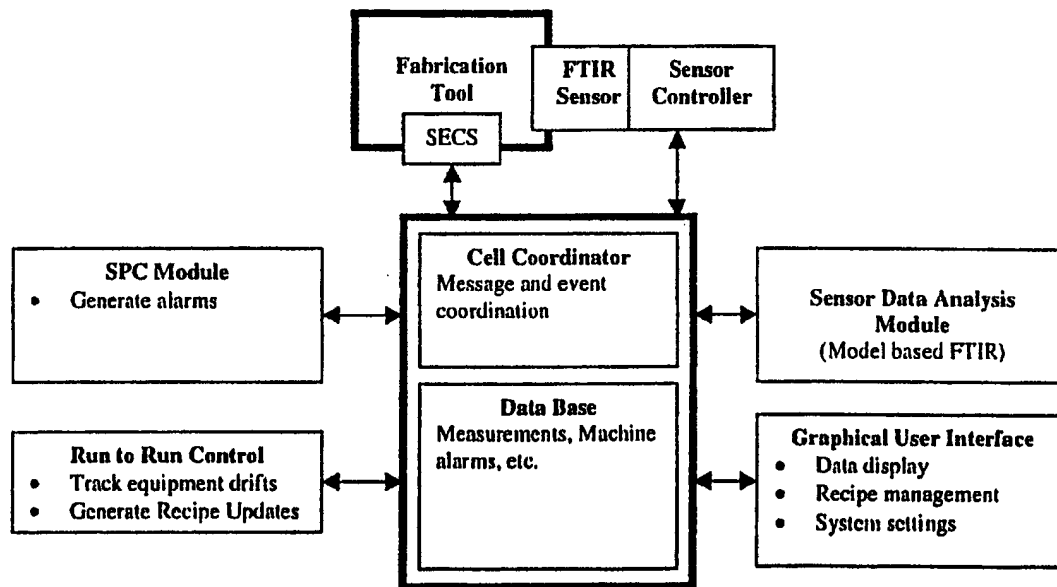 Fabrication
Tool
SECS
FTIR
Sensor
Sensor
Controller
SPC Module
• Generate alarms
Cell Coordinator
Message and event
coordination
Sensor Data Analysis
Module
(Model based FTIR)
Run to Run Control
• Track equipment drifts
• Generate Recipe Updates
Data Base
Measurements, Machine
alarms, etc.
Graphical User Interface
• Data display
• Recipe management
• System settings